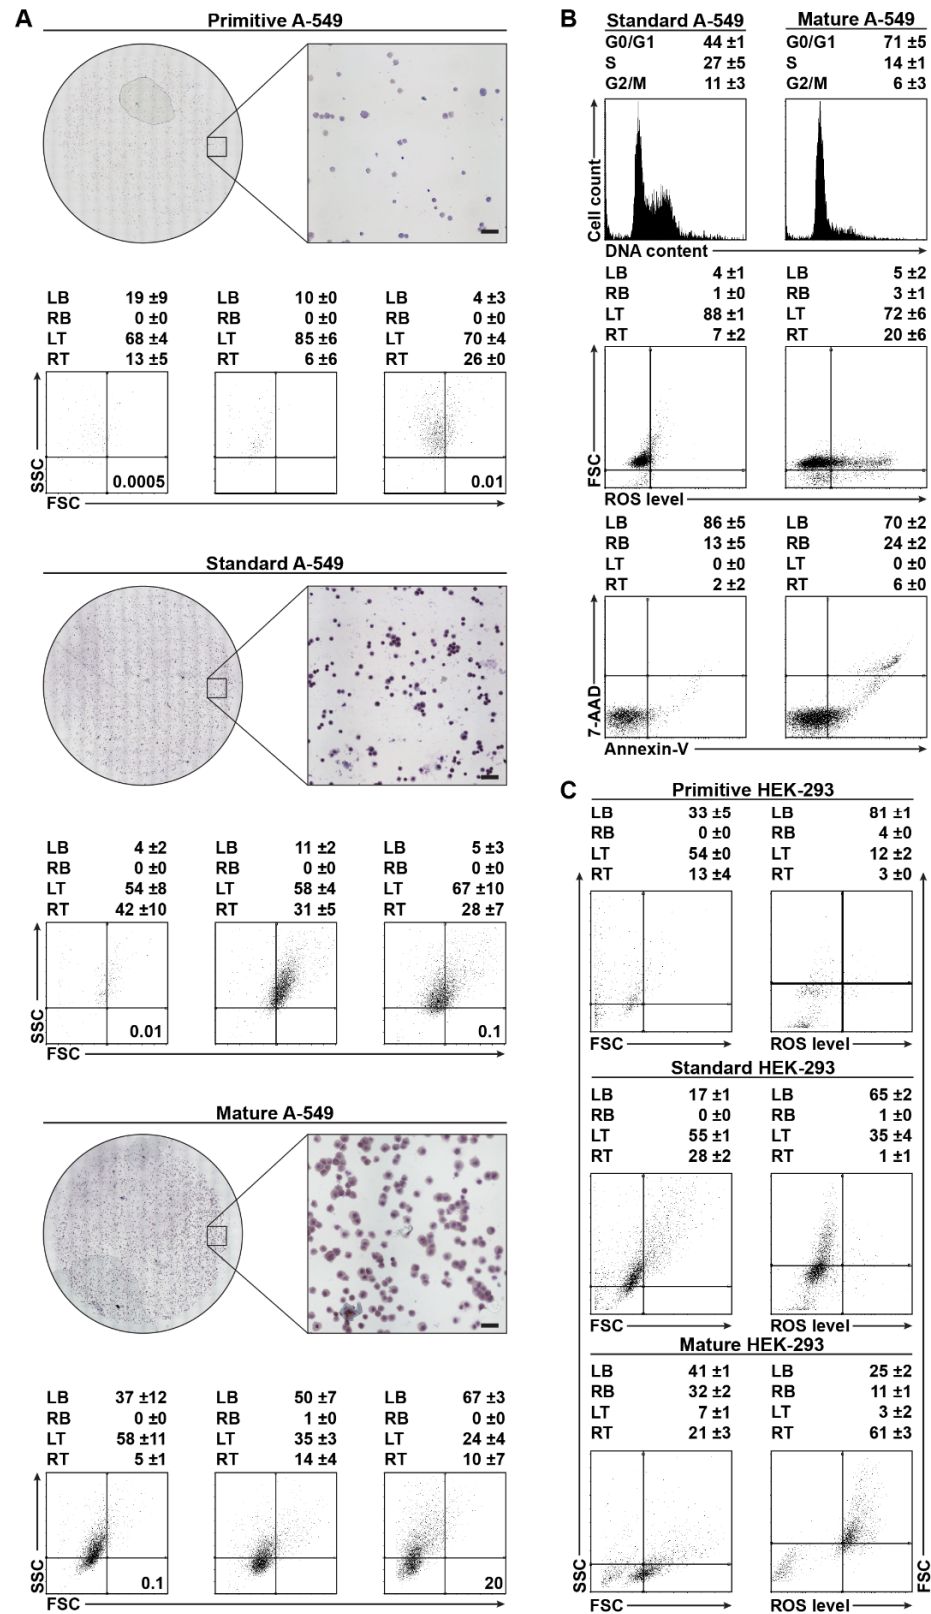 A
Primitive A-549
LB 19 ±9
RB 0 ±0
LT 68 ±4
RT 13 ±5
LB 10 ±0
RB 0 ±0
LT 85 ±6
RT 6 ±6
LB 4 ±3
RB 0 ±0
LT 70 ±4
RT 26 ±0
SSC
0.0005
0.01
FSC
Standard A-549
LB 4 ±2
RB 0 ±0
LT 54 ±8
RT 42 ±10
LB 11 ±2
RB 0 ±0
LT 58 ±4
RT 31 ±5
LB 5 ±3
RB 0 ±0
LT 67 ±10
RT 28 ±7
SSC
0.01
0.1
FSC
Mature A-549
LB 37 ±12
RB 0 ±0
LT 58 ±11
RT 5 ±1
LB 50 ±7
RB 1 ±0
LT 35 ±3
RT 14 ±4
LB 67 ±3
RB 0 ±0
LT 24 ±4
RT 10 ±7
SSC
0.1
20
FSC
B
Standard A-549
G0/G1 44 ±1
S 27 ±5
G2/M 11 ±3
Mature A-549
G0/G1 71 ±5
S 14 ±1
G2/M 6 ±3
Cell count
DNA content
LB 4 ±1
RB 1 ±0
LT 88 ±1
RT 7 ±2
LB 5 ±2
RB 3 ±1
LT 72 ±6
RT 20 ±6
FSC
ROS level
LB 86 ±5
RB 13 ±5
LT 0 ±0
RT 2 ±2
LB 70 ±2
RB 24 ±2
LT 0 ±0
RT 6 ±0
7-AAD
Annexin-V
C
Primitive HEK-293
LB 33 ±5
RB 0 ±0
LT 54 ±0
RT 13 ±4
LB 81 ±1
RB 4 ±0
LT 12 ±2
RT 3 ±0
FSC
ROS level
Standard HEK-293
LB 17 ±1
RB 0 ±0
LT 55 ±1
RT 28 ±2
LB 65 ±2
RB 1 ±0
LT 35 ±4
RT 1 ±1
FSC
ROS level
Mature HEK-293
LB 41 ±1
RB 32 ±2
LT 7 ±1
RT 21 ±3
LB 25 ±2
RB 11 ±1
LT 3 ±2
RT 61 ±3
SSC
FSC
FSC
ROS level